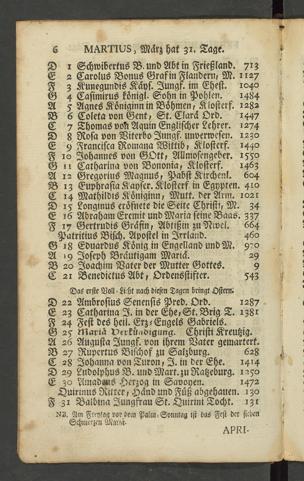 6 MARTIUS, März hat 31. Tage.
D 1 Schwibertus B. und Abt in Frießland. 713
E 2 Carolus Bonus Graf in Flandern, M. 1127
F 3 Kunegundis Käys. Jungf. im Ehest. 1040
G 4 Casimirus königl. Sohn in Pohlen. 1484
A 5 Agnes Königinn in Böhmen, Klosterf. 1282
B 6 Coleta von Gent, St. Clarä Ord. 1447
C 7 Thomas von Aquin Englischer Lehrer. 1274
D 8 Rosa von Viterbo Jungf. unverwesen. 1230
E 9 Francisca Romana Wittib, Klosterf. 1440
F 10 Johannes von Gott, Allmosengeber. 1550
G 11 Catharina von Bononia, Klosterf. 1463
A 12 Gregorius Magnus, Pabst Kirchenl. 604
B 13 Euphrasia Kayser. Klosterf. in Egypten. 410
C 14 Mathildis Königinn, Mutt. der Arm. 1021
D 15 Longinus eröfnete die Seite Christi, M. 34
E 16 Abraham Eremit und Maria seine Baas. 337
F 17 Gertrudis Gräfin, Abtißin zu Nivel. 664
Patritius Bisch. Apostel in Irrland. 460
G 18 Eduardus König in Engelland und M. 
A 19 Joseph Bräutigam Mariä. 29
B 20 Joachim Vater der Mutter Gottes. 9
C 21 Benedictus Abt, Ordensstifter. 543
Das erste Voll-Licht nach diesen Tagen bringt Ostern.
D 22 Ambrosius Senensis Pred. Ord. 1287
E 23 Catharina J. in der Ehe, St. Brig T. 1381
F 24 Fest des heil. Erz-Engels Gabriels.
G 25 Mariä Verkündigung. Christi Kreutzig.
A 26 Augusta Jungf. von ihrem Vater gemartert.
B 27 Rupertus Bischof zu Salzburg. 628
C 28 Johanna von Turon, J. in der Ehe. 1414
D 29 Ludolphus B. und Mart. zu Ratzeburg. 1250
E 30 Amadeus Herzog in Savoyen. 1472
Quirinus Ritter, Händ und Füß abgehauen. 130
F 31 Balbina Jungfrau St. Quirini Tocht. 131
NB. Am Freytag vor dem Palm-Sonntag ist das Fest der sieben
Schmerzen Mariä.
APRI-